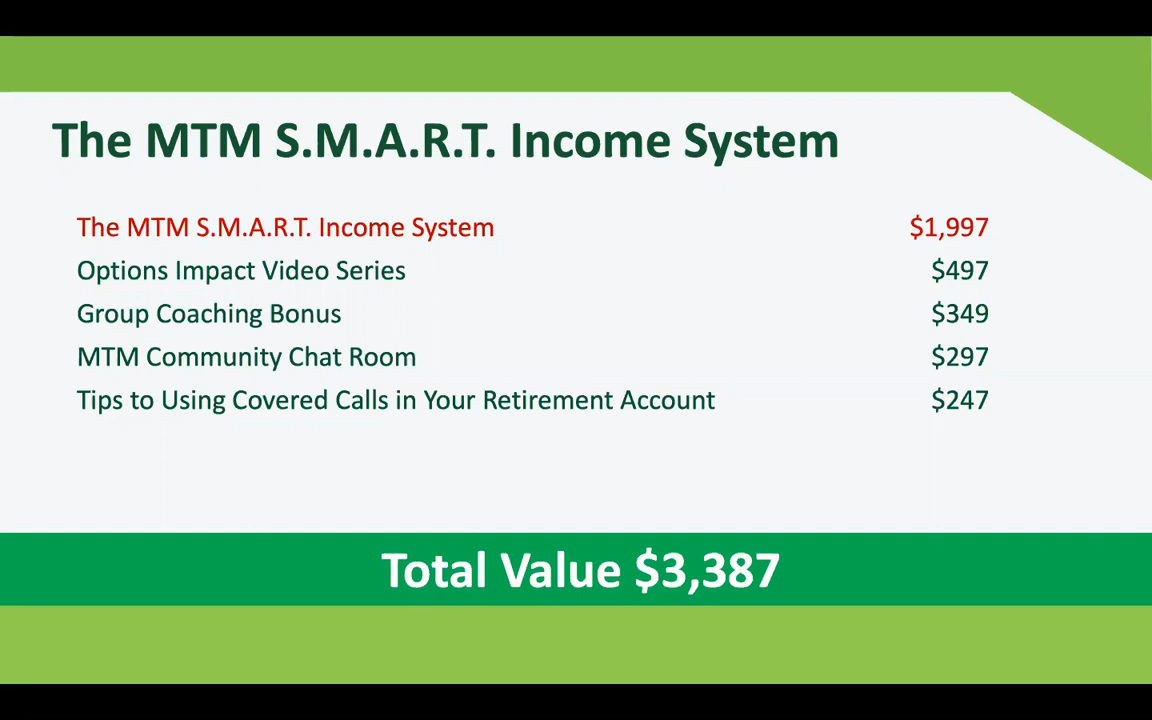 The MTM S.M.A.R.T. Income System
The MTM S.M.A.R.T. Income System $1,997
Options Impact Video Series $497
Group Coaching Bonus $349
MTM Community Chat Room $297
Tips to Using Covered Calls in Your Retirement Account $247
Total Value $3,387